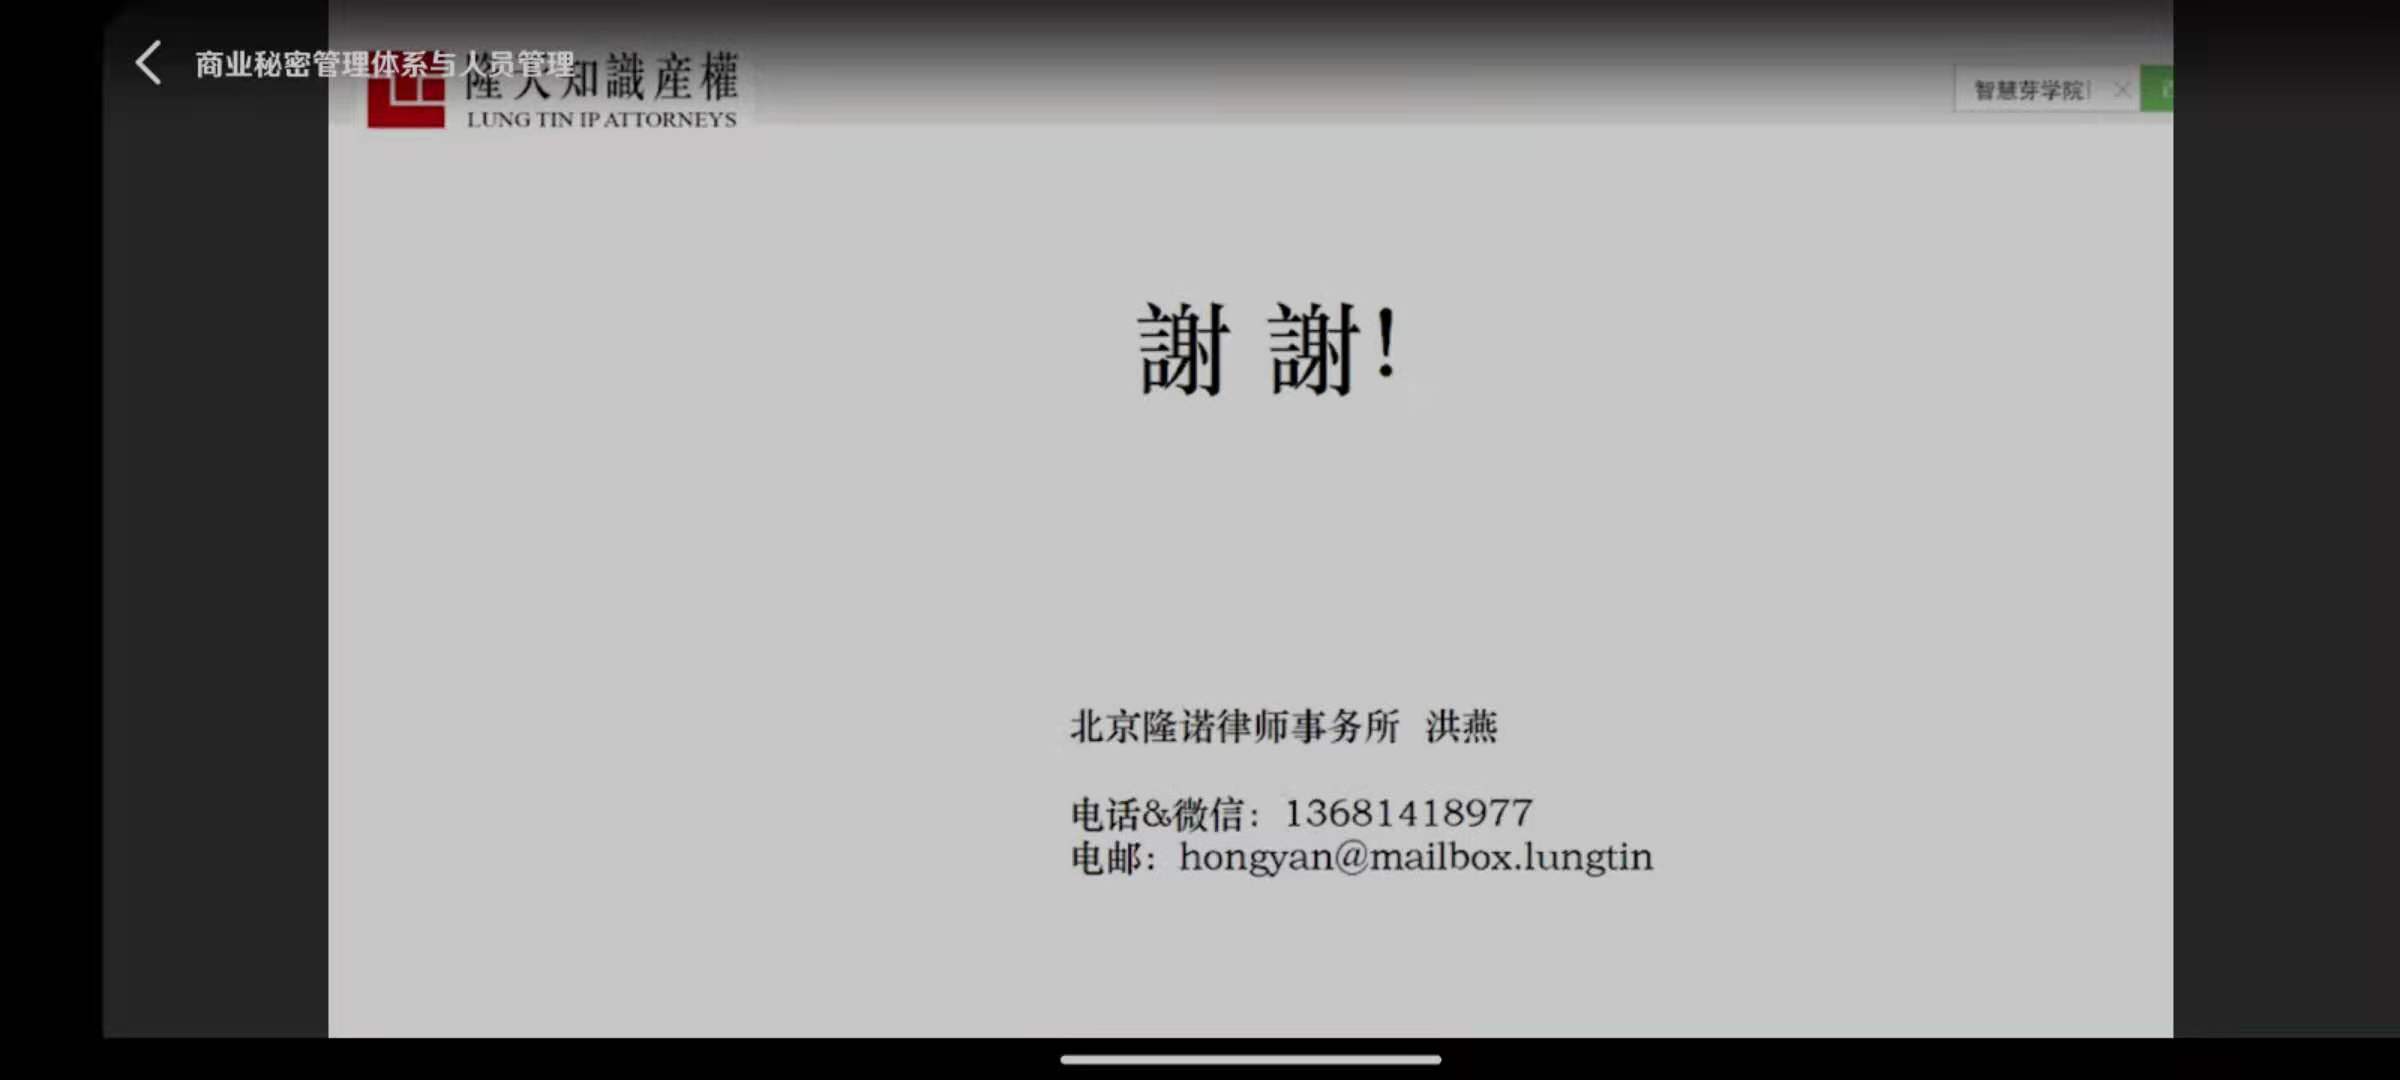 商业秘密管理体系与人员管理
隆天知識産權
LUNG TIN IP ATTORNEYS
智慧芽学院
謝 謝!
北京隆诺律师事务所 洪燕
电话&微信: 13681418977
电邮: hongyan@mailbox.lungtin